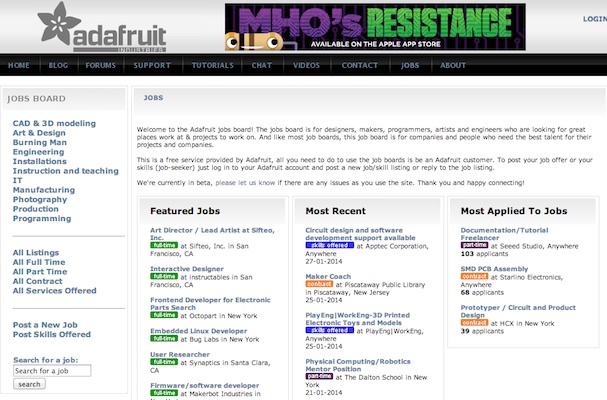 adafruit
INDUSTRIES
MHO's RESISTANCE
AVAILABLE ON THE APPLE APP STORE
LOGIN
HOME BLOG FORUMS SUPPORT TUTORIALS CHAT VIDEOS CONTACT JOBS ABOUT
JOBS BOARD
CAD & 3D modeling
Art & Design
Burning Man
Engineering
Installations
Instruction and teaching
IT
Manufacturing
Photography
Production
Programming
All Listings
All Full Time
All Part Time
All Contract
All Services Offered
Post a New Job
Post Skills Offered
Search for a job:
Search for a job
search
JOBS
Welcome to the Adafruit jobs board! The jobs board is for designers, makers, programmers, artists and engineers who are looking for great
places work at & projects to work on. And like most job boards, this job board is for companies and people who need the best talent for their
projects and companies.
This is a free service provided by Adafruit, all you need to do to use the job boards is be an Adafruit customer. To post your job offer or your
skills (job-seeker) just log in to your Adafruit account and post a new job/skill listing or reply to the job listing.
We're currently in beta, please let us know if there are any issues as you use the site. Thank you and happy connecting!
Featured Jobs
Art Director / Lead Artist at Sifteo,
Inc.
full-time at Sifteo, Inc. in San
Francisco, CA
Interactive Designer
full-time at instructables in San
Francisco, CA
Frontend Developer for Electronic
Parts Search
full-time at Octopart in New York
Embedded Linux Developer
full-time at Bug Labs in New York
User Researcher
full-time at Synaptics in Santa Clara,
CA
Firmware/software developer
full-time at Makerbot Industries in
Most Recent
Circuit design and software
development support available
skills offered at Apptec Corporation,
Anywhere
27-01-2014
Maker Coach
contract at Piscataway Public Library
in Piscataway, New Jersey
25-01-2014
PlayEng|WorkEng-3D Printed
Electronic Toys and Models
skills offered at PlayEng|WorkEng,
Anywhere
25-01-2014
Physical Computing/Robotics
Mentor Position
part-time at The Dalton School in New
York
21-01-2014
Most Applied To Jobs
Documentation/Tutorial
Freelancer
part-time at Seeed Studio, Anywhere
103 applicants
SMD PCB Assembly
contract at Starlino Electronics,
Anywhere
68 applicants
Prototyper / Circuit and Product
Design
contract at HCX in New York
39 applicants